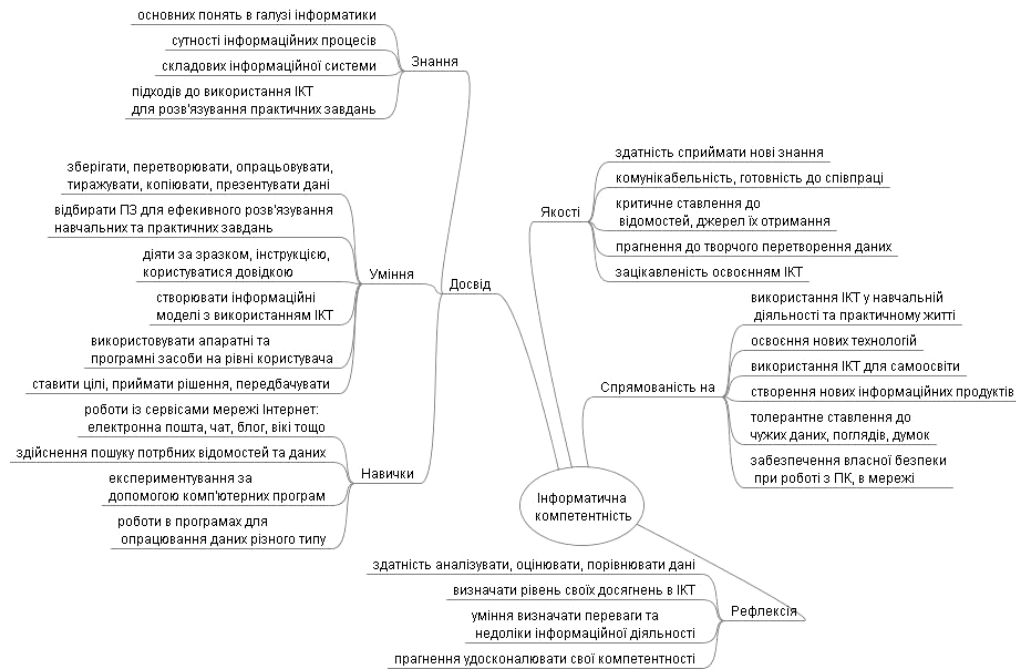 основних понять в галузі інформатики
сутності інформаційних процесів
складових інформаційної системи
підходів до використання ІКТ
для розв'язування практичних завдань
Знання
зберігати, перетворювати, опрацьовувати,
тиражувати, копіювати, презентувати дані
відбирати ПЗ для ефекивного розв'язування
навчальних та практичних завдань
діяти за зразком, інструкцією,
користуватися довідкою
створювати інформаційні
моделі з використанням ІКТ
використовувати апаратні та
програмні засоби на рівні користувача
ставити цілі, приймати рішення, передбачувати
Уміння
Досвід
роботи із сервісами мережі Інтернет:
електронна пошта, чат, блог, вікі тощо
здійснення пошуку потрбних відомостей та даних
експериментування за
допомогою комп'ютерних програм
роботи в програмах для
опрацювання даних різного типу
Навички
здатність сприймати нові знання
комунікабельність, готовність до співпраці
критичне ставлення до
відомостей, джерел їх отримання
прагнення до творчого перетворення даних
зацікавленість освоєнням ІКТ
Якості
використання ІКТ у навчальній
діяльності та практичному житті
освоєння нових технологій
використання ІКТ для самоосвіти
створення нових інформаційних продуктів
толерантне ставлення до
чужих даних, поглядів, думок
забезпечення власної безпеки
при роботі з ПК, в мережі
Спрямованість на
Інформатична
компетентність
здатність аналізувати, оцінювати, порівнювати дані
визначати рівень своїх досягнень в ІКТ
уміння визначати переваги та
недоліки інформаційної діяльності
прагнення удосконалювати свої компетентності
Рефлексія